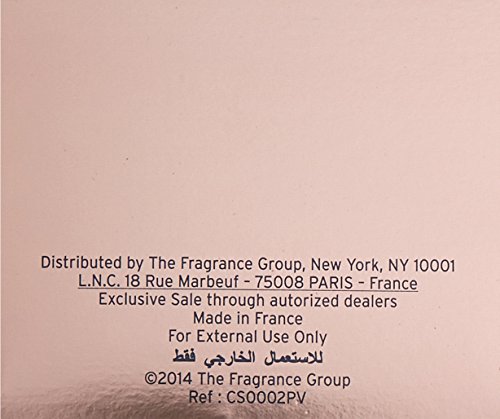 Distributed by The Fragrance Group, New York, NY 10001
L.N.C. 18 Rue Marbeuf - 75008 PARIS - France
Exclusive Sale through autorized dealers
Made in France
For External Use Only
للاستعمال الخارجي فقط
©2014 The Fragrance Group
Ref : CS0002PV